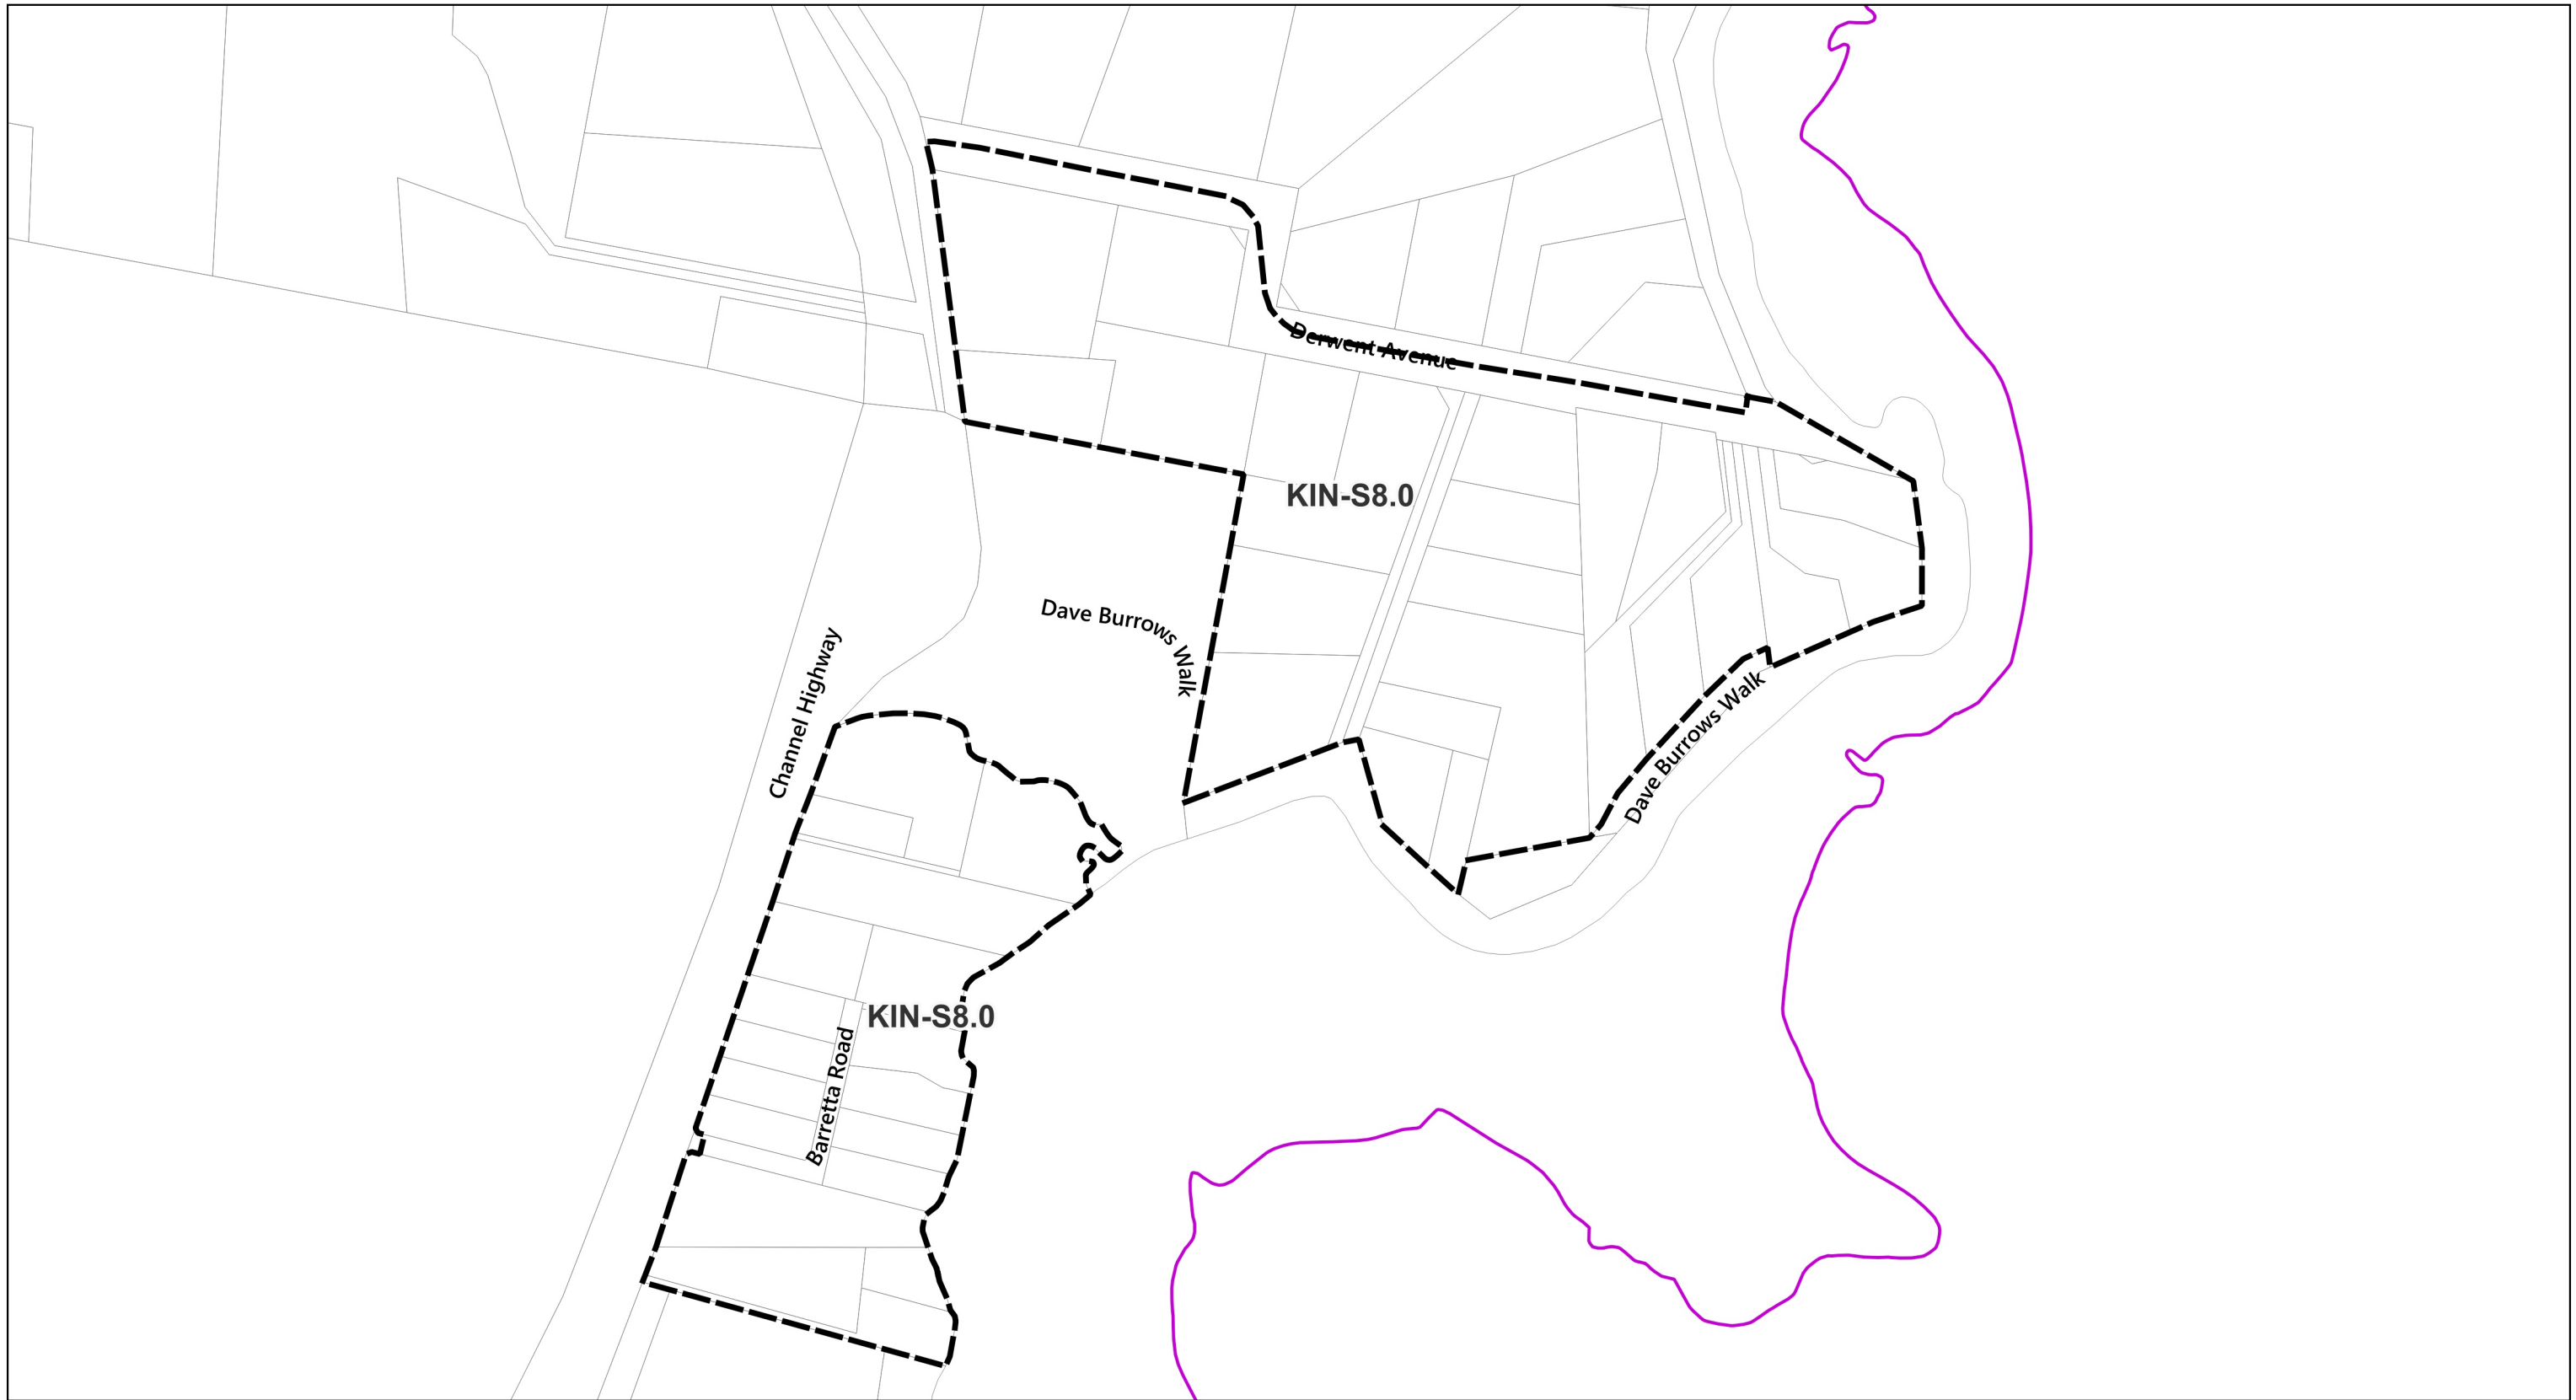 Derwent Avenue
KIN-S8.0
Dave Burrows Walk
Channel Highway
Dave Burrows Walk
KIN-S8.0
Barretta Road